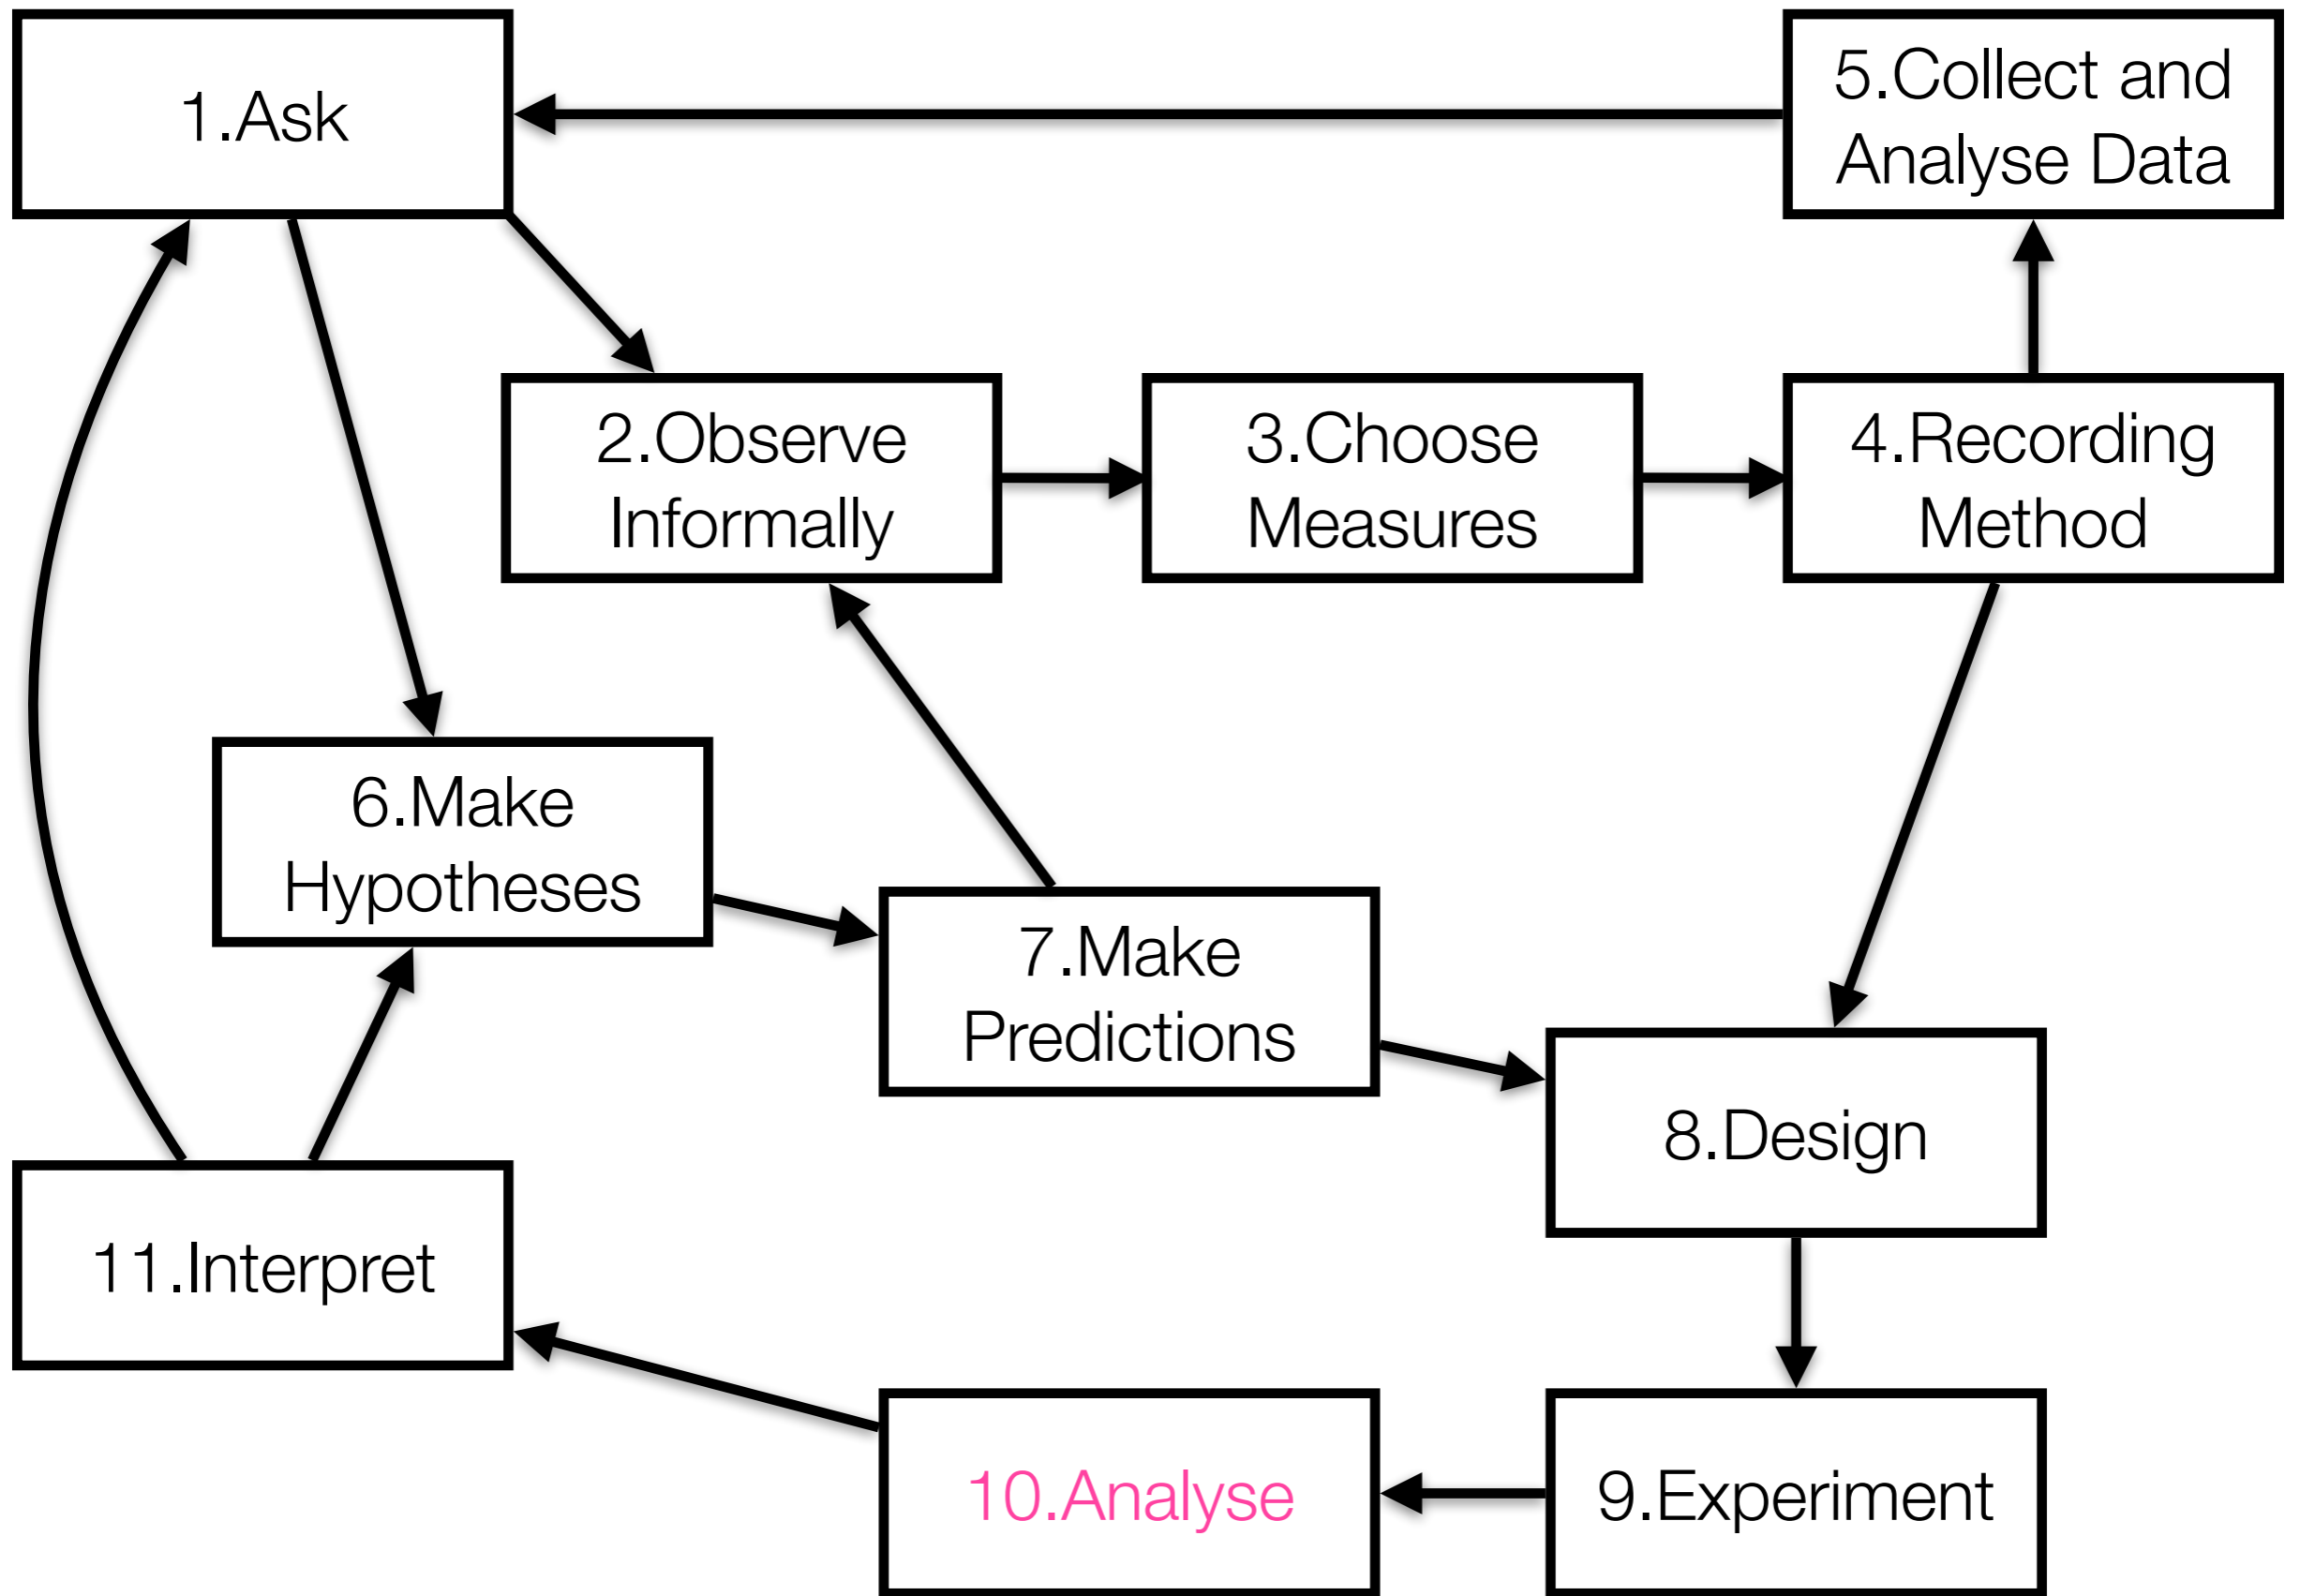 1.Ask
5.Collect and
Analyse Data
2.Observe
Informally
3.Choose
Measures
4.Recording
Method
6.Make
Hypotheses
7.Make
Predictions
8.Design
11.Interpret
10.Analyse
9.Experiment